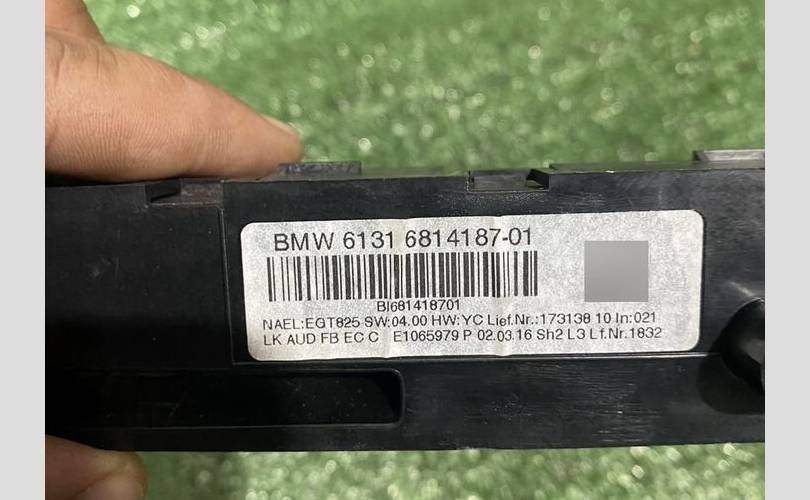 BMW 6131 6814187-01
BI681418701
NAEL:EGT825 SW:04.00 HW:YC Lief.Nr.:173138 10 In:021
LK AUD FB EC C E1065979 P 02.03.16 Sh2 L3 Lf.Nr.1832